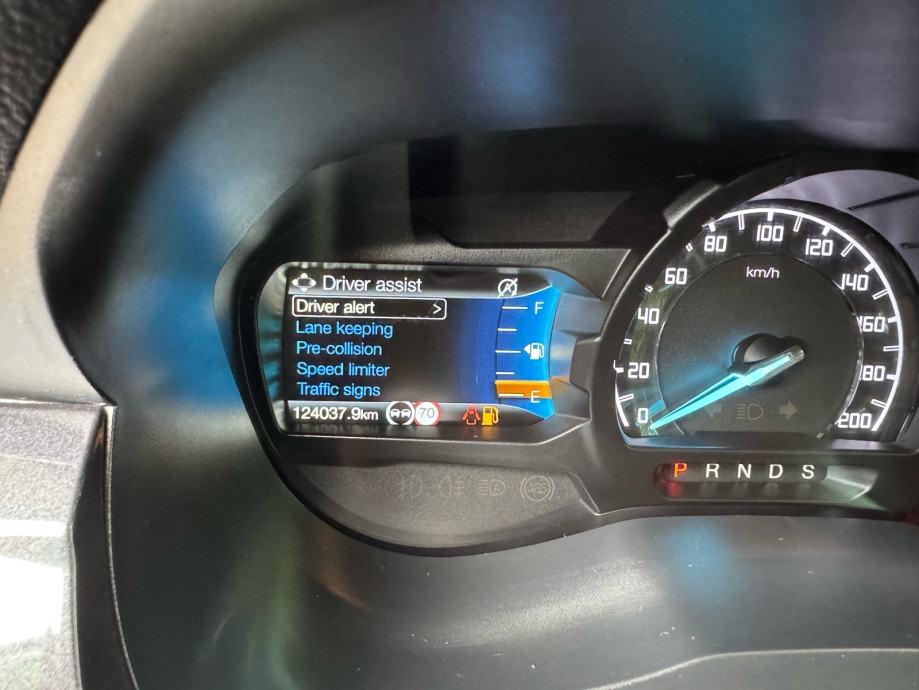 Driver assist
Driver alert >
Lane keeping
Pre-collision
Speed limiter
Traffic signs
124037.9km
70
F
E
0
20
40
60
80
100
120
140
160
180
200
km/h
P R N D S
ABS